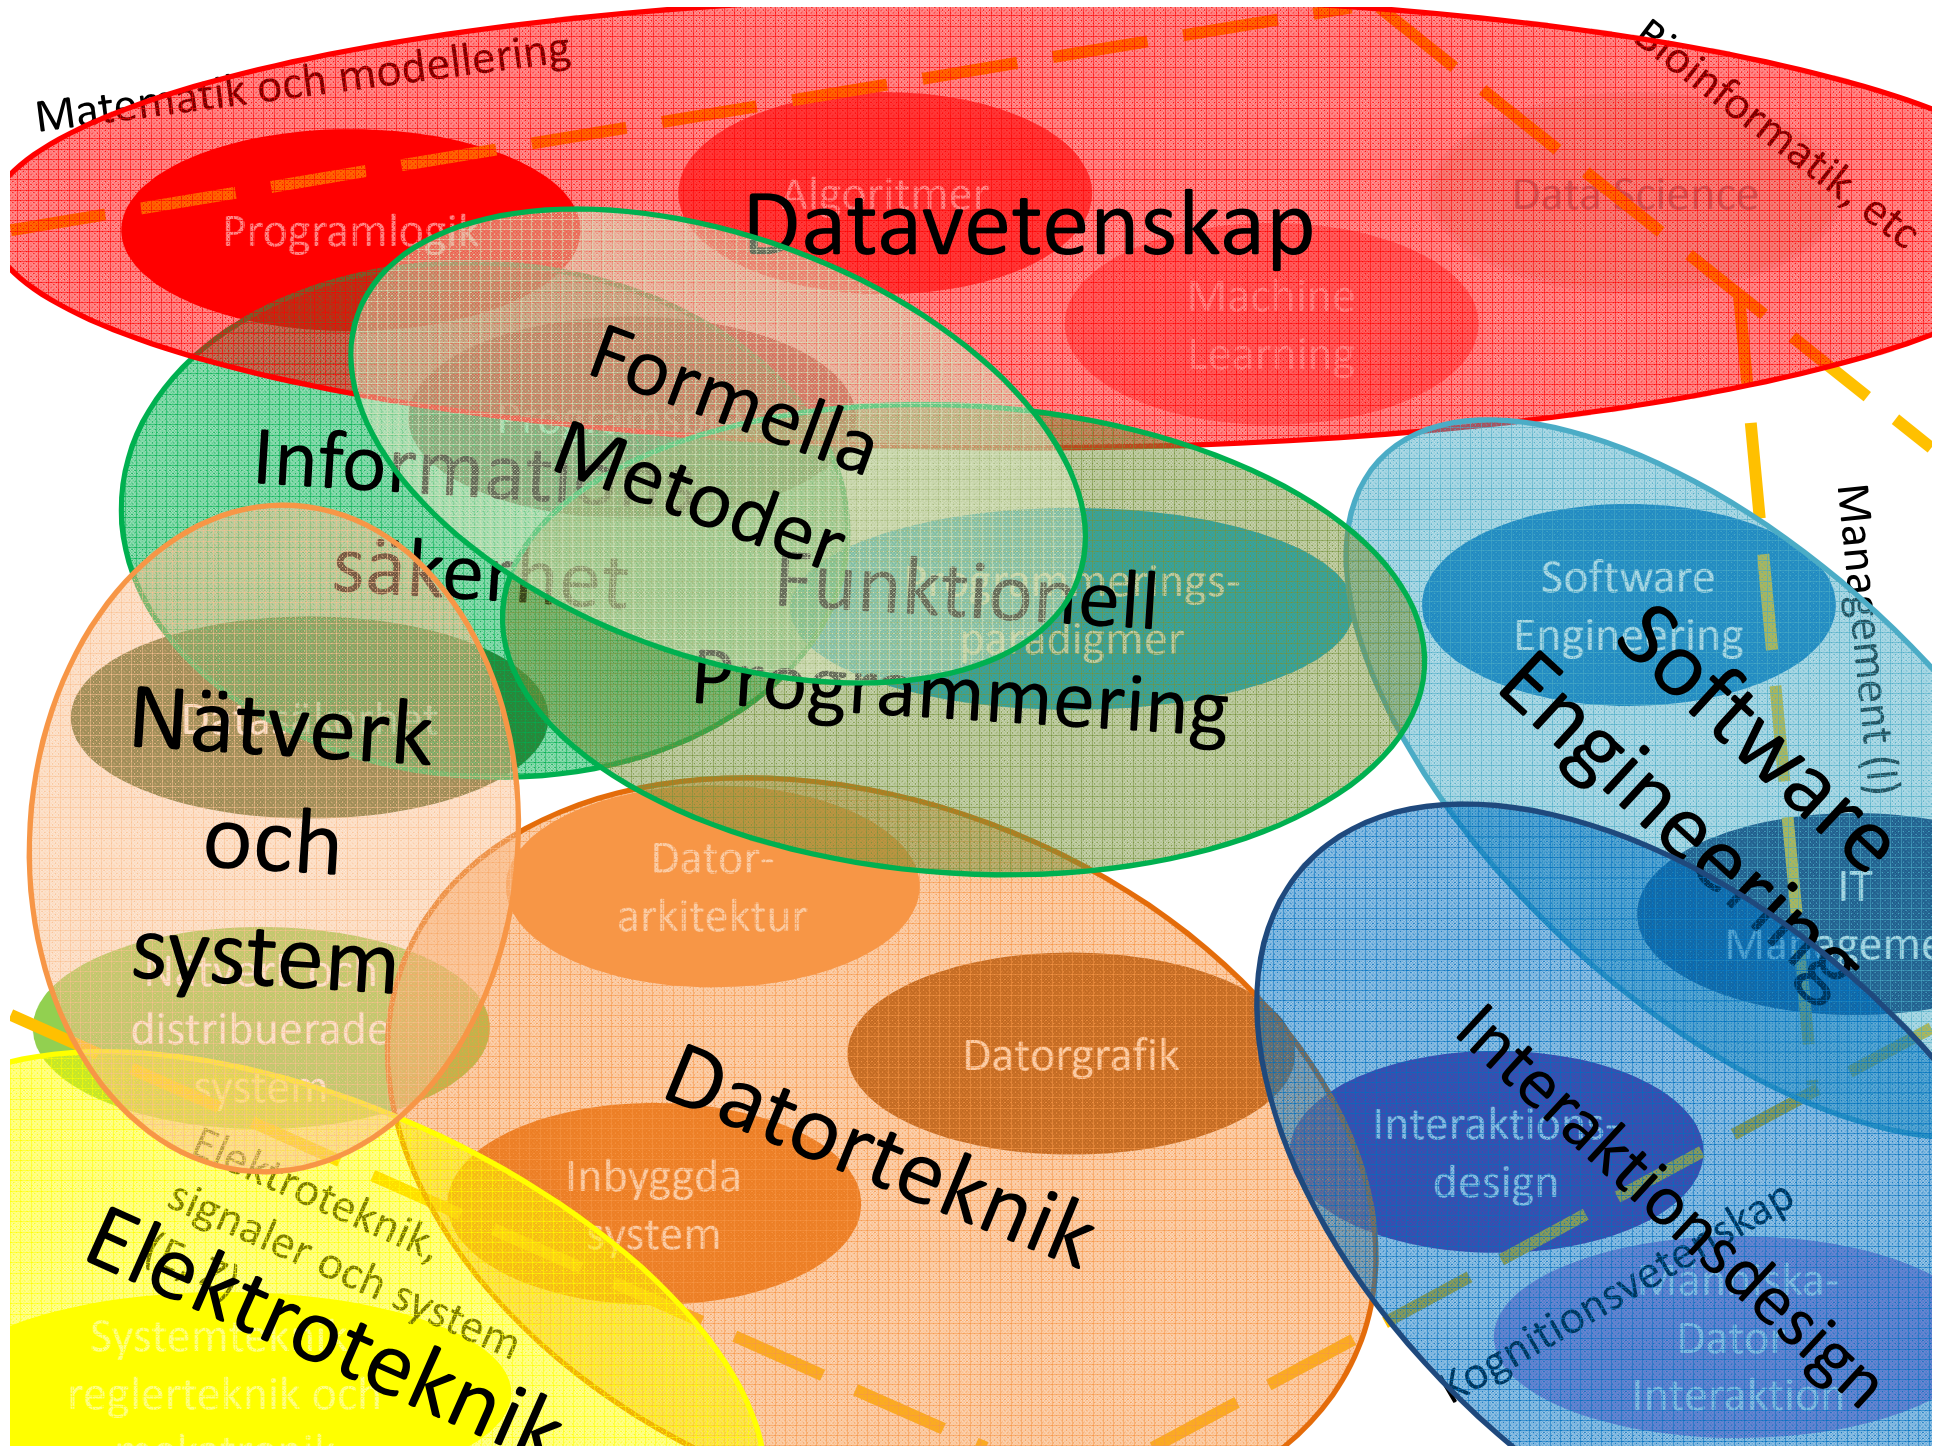 Matematik och modellering
Bioinformatik, etc
Programlogik
Algoritmer
Data Science
Datavetenskap
Machine
Learning
Formella
Metoder
Informations
säkerhet
Funktionell
Programmering
Programmerings-
paradigmer
Software
Engineering
Management (I)
Software
Engineering
IT
Manageme
Nätverk
och
system
distribuerade
system
Dator-
arkitektur
Datorgrafik
Datorteknik
Inbyggda
system
Interaktions-
design
Interaktionsdesign
Kognitionsvetenskap
Människa-
Dator
Interaktion
Elektroteknik,
signaler och system
Elektroteknik
Systemteknik
reglerteknik och